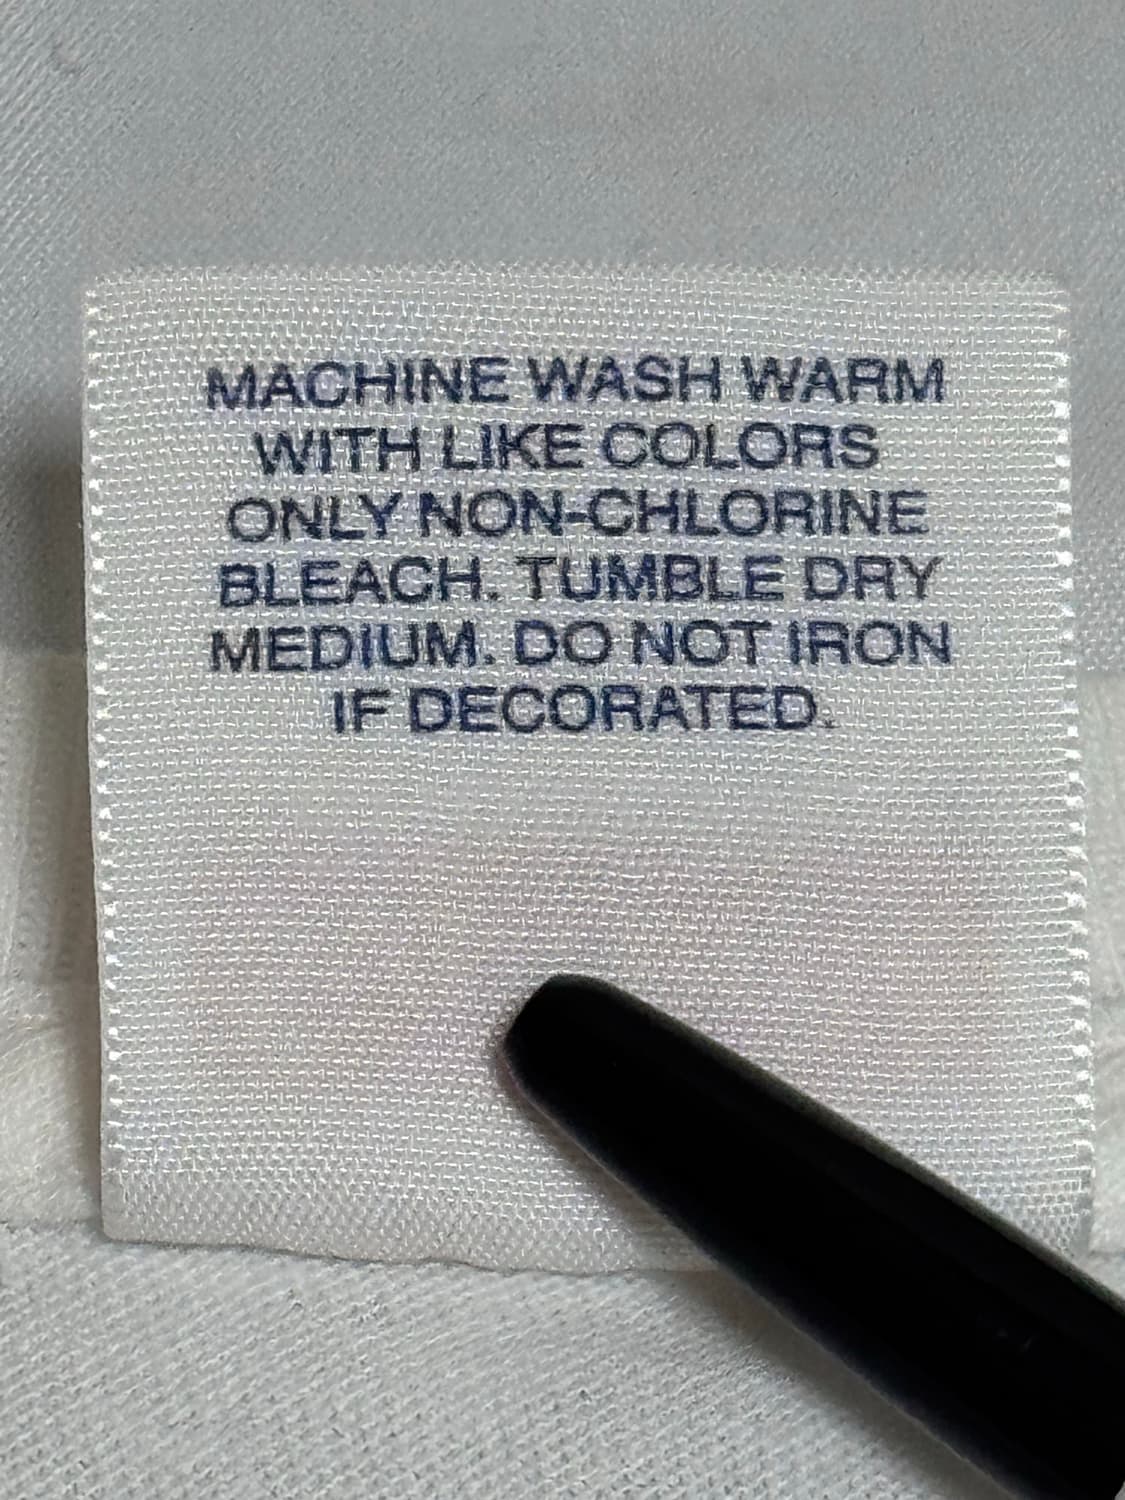 MACHINE WASH WARM
WITH LIKE COLORS
ONLY NON-CHLORINE
BLEACH. TUMBLE DRY
MEDIUM. DO NOT IRON
IF DECORATED.